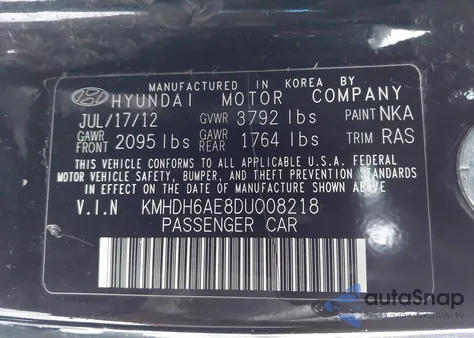 MANUFACTURED IN KOREA BY
HYUNDAI MOTOR COMPANY
JUL/17/12 GVWR 3792 lbs PAINT NKA
GAWR FRONT 2095 lbs GAWR REAR 1764 lbs TRIM RAS
THIS VEHICLE CONFORMS TO ALL APPLICABLE U.S.A. FEDERAL
MOTOR VEHICLE SAFETY, BUMPER, AND THEFT PREVENTION STANDARDS
IN EFFECT ON THE DATE OF MANUFACTURE SHOWN ABOVE.
V.I.N KMHDH6AE8DU008218
PASSENGER CAR
autoSnap